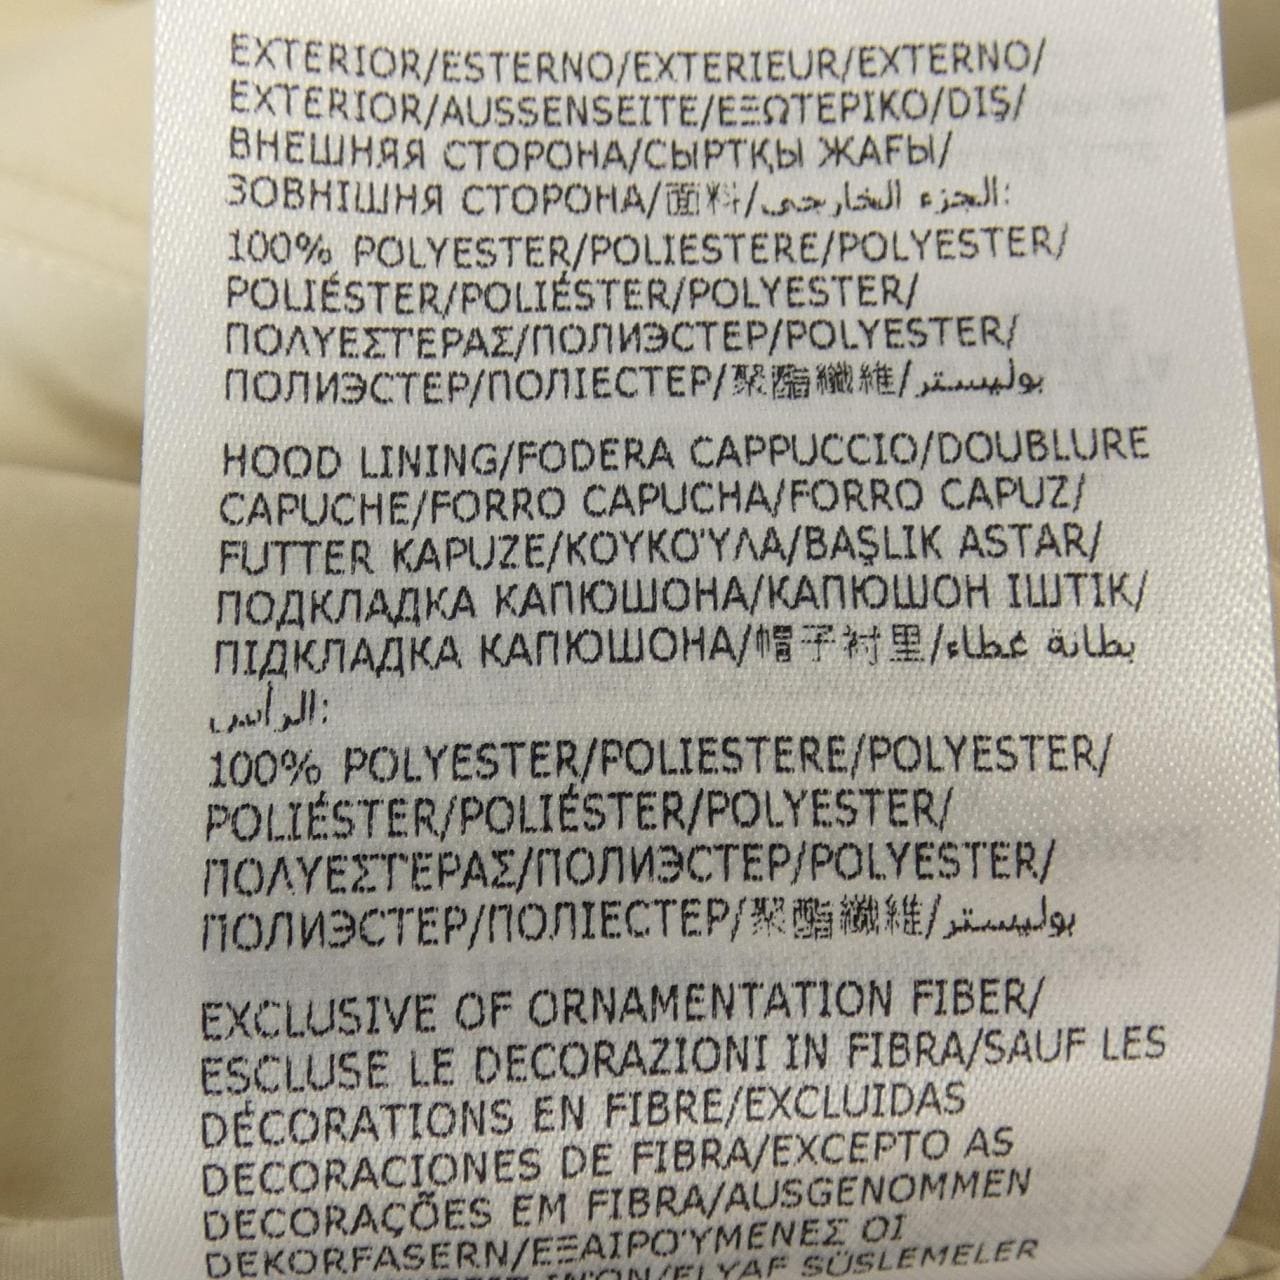 EXTERIOR/ESTERNO/EXTERIEUR/EXTERNO/
EXTERIOR/AUSSENSEITE/ΕΞΩΤΕΡΙΚΟ/DIŞ/
ВНЕШНЯЯ СТОРОНА/СЫРТҚЫ ЖАҒЫ/
ЗОВНІШНЯ СТОРОНА/面料/الجزء الخارجي:
100% POLYESTER/POLIESTERE/POLYESTER/
POLIÉSTER/POLIÉSTER/POLYESTER/
ΠΟΛΥΕΣΤΕΡΑΣ/ПОЛИЭСТЕР/POLYESTER/
ПОЛИЭСТЕР/ПОЛІЕСТЕР/聚酯纖維/بوليستر
HOOD LINING/FODERA CAPPUCCIO/DOUBLURE
CAPUCHE/FORRO CAPUCHA/FORRO CAPUZ/
FUTTER KAPUZE/ΚΟΥΚΟΎΛΑ/BAŞLIK ASTAR/
ПОДКЛАДКА КАПЮШОНА/КАПЮШОН ІШТІК/
ПІДКЛАДКА КАПЮШОНА/帽子衬里/بطانة غطاء
الرأس:
100% POLYESTER/POLIESTERE/POLYESTER/
POLIÉSTER/POLIÉSTER/POLYESTER/
ΠΟΛΥΕΣΤΕΡΑΣ/ПОЛИЭСТЕР/POLYESTER/
ПОЛИЭСТЕР/ПОЛІЕСТЕР/聚酯纖維/بوليستر
EXCLUSIVE OF ORNAMENTATION FIBER/
ESCLUSE LE DECORAZIONI IN FIBRA/SAUF LES
DÉCORATIONS EN FIBRE/EXCLUIDAS
DECORACIONES DE FIBRA/EXCEPTO AS
DECORAÇÕES EM FIBRA/AUSGENOMMEN
DEKORFASERN/ΕΞΑΙΡΟΎΜΕΝΕΣ ΟΙ
ELYAF SÜSLEMELER